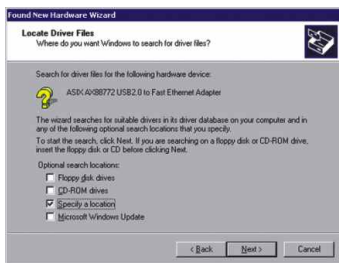 Found New Hardware Wizard
Locate Driver Files
Where do you want Windows to search for driver files?
Search for driver files for the following hardware device:
ASIX AX88772 USB2.0 to Fast Ethernet Adapter
The wizard searches for suitable drivers in its driver database on your computer and in
any of the following optional search locations that you specify.
To start the search, click Next. If you are searching on a floppy disk or CD-ROM drive,
insert the floppy disk or CD before clicking Next.
Optional search locations:
Floppy disk drives
CD-ROM drives
Specify a location
Microsoft Windows Update
< Back Next > Cancel